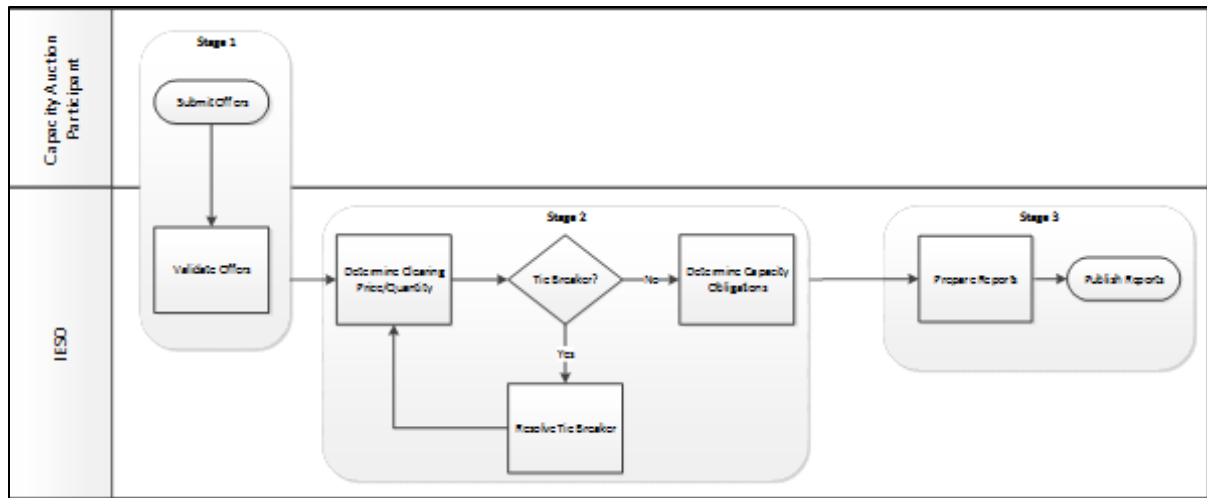 Capacity Auction
Participant
Stage 1
Submit Offers
IESO
Validate Offers
Stage 2
Determine Clearing
Price/Quantity
Tie Breaker?
No
Determine Capacity
Obligations
Yes
Resolve Tie Breaker
Stage 3
Prepare Reports
Publish Reports